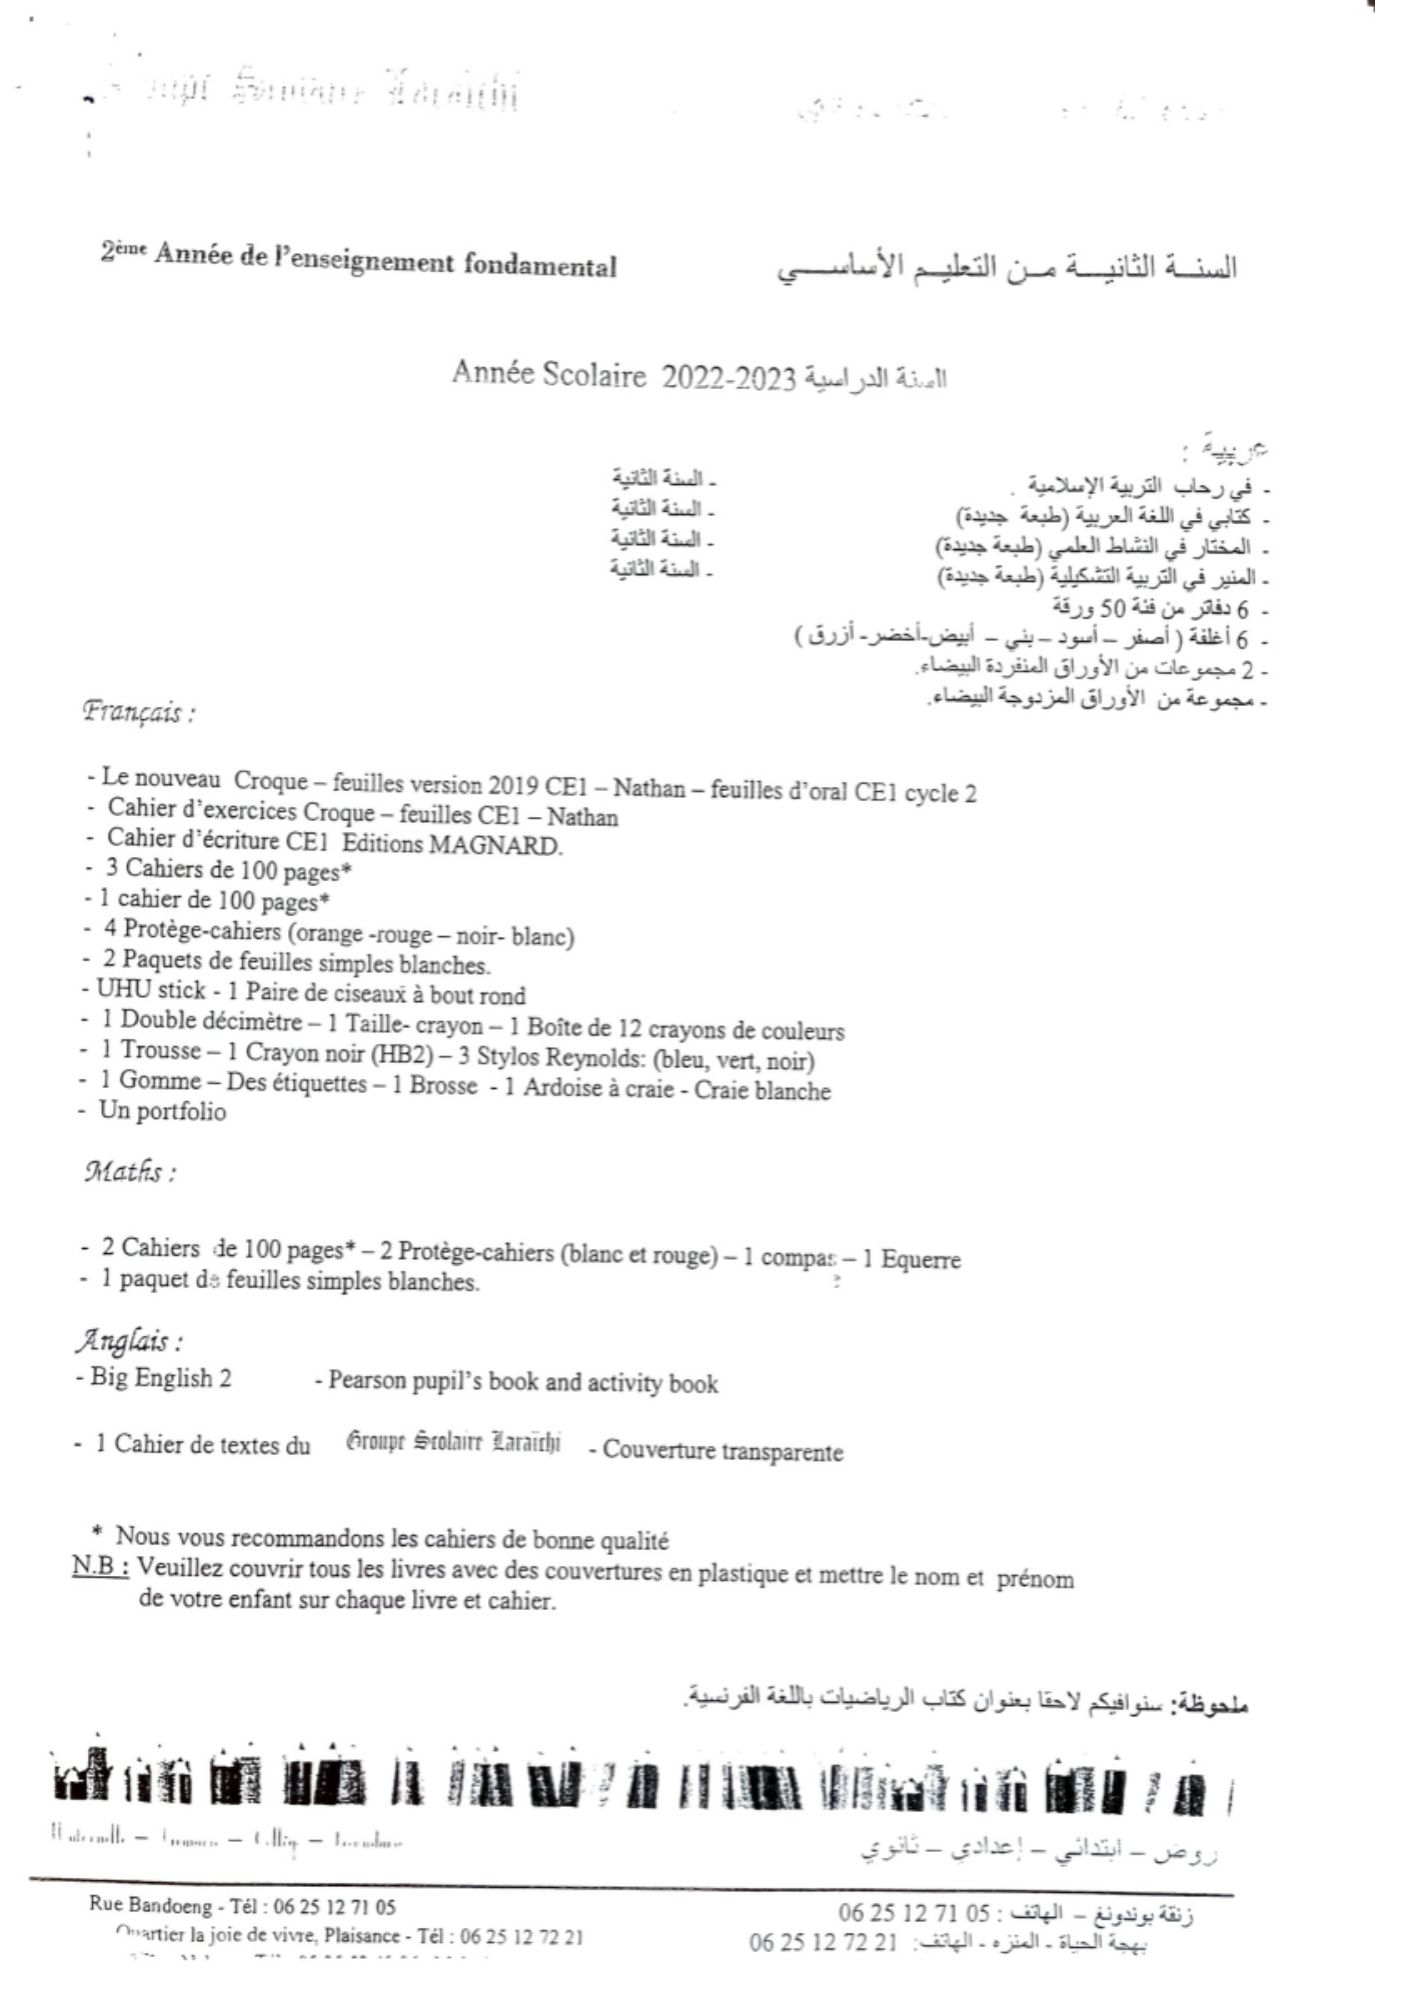 Groupe Scolaire Laraïchi
2ème Année de l'enseignement fondamental
السنــة الثانيـــة مــن التعليــم الأساســـي
Année Scolaire 2022-2023 السنة الدراسية
عربية :
- في رحاب التربية الإسلامية . - السنة الثانية
- كتابي في اللغة العربية (طبعة جديدة) - السنة الثانية
- المختار في النشاط العلمي (طبعة جديدة) - السنة الثانية
- المنير في التربية التشكيلية (طبعة جديدة) - السنة الثانية
- 6 دفاتر من فئة 50 ورقة
- 6 أغلفة ( أصفر – أسود – بني – أبيض-أخضر- أزرق )
- 2 مجموعات من الأوراق المنفردة البيضاء.
- مجموعة من الأوراق المزدوجة البيضاء.
Français :
- Le nouveau Croque – feuilles version 2019 CE1 – Nathan – feuilles d'oral CE1 cycle 2
- Cahier d'exercices Croque – feuilles CE1 – Nathan
- Cahier d'écriture CE1 Editions MAGNARD.
- 3 Cahiers de 100 pages*
- 1 cahier de 100 pages*
- 4 Protège-cahiers (orange -rouge – noir- blanc)
- 2 Paquets de feuilles simples blanches.
- UHU stick - 1 Paire de ciseaux à bout rond
- 1 Double décimètre – 1 Taille- crayon – 1 Boîte de 12 crayons de couleurs
- 1 Trousse – 1 Crayon noir (HB2) – 3 Stylos Reynolds: (bleu, vert, noir)
- 1 Gomme – Des étiquettes – 1 Brosse - 1 Ardoise à craie - Craie blanche
- Un portfolio
Maths :
- 2 Cahiers de 100 pages* – 2 Protège-cahiers (blanc et rouge) – 1 compas – 1 Equerre
- 1 paquet de feuilles simples blanches.
Anglais :
- Big English 2 - Pearson pupil's book and activity book
- 1 Cahier de textes du Groupe Scolaire Laraïchi - Couverture transparente
* Nous vous recommandons les cahiers de bonne qualité
N.B : Veuillez couvrir tous les livres avec des couvertures en plastique et mettre le nom et prénom
de votre enfant sur chaque livre et cahier.
ملحوظة: سنوافيكم لاحقا بعنوان كتاب الرياضيات باللغة الفرنسية.
روض – ابتدائي – إعدادي – ثانوي
Rue Bandoeng - Tél : 06 25 12 71 05
زنقة بوندونغ – الهاتف : 05 71 12 25 06
Quartier la joie de vivre, Plaisance - Tél : 06 25 12 72 21
بهجة الحياة - المنزه - الهاتف: 21 72 12 25 06